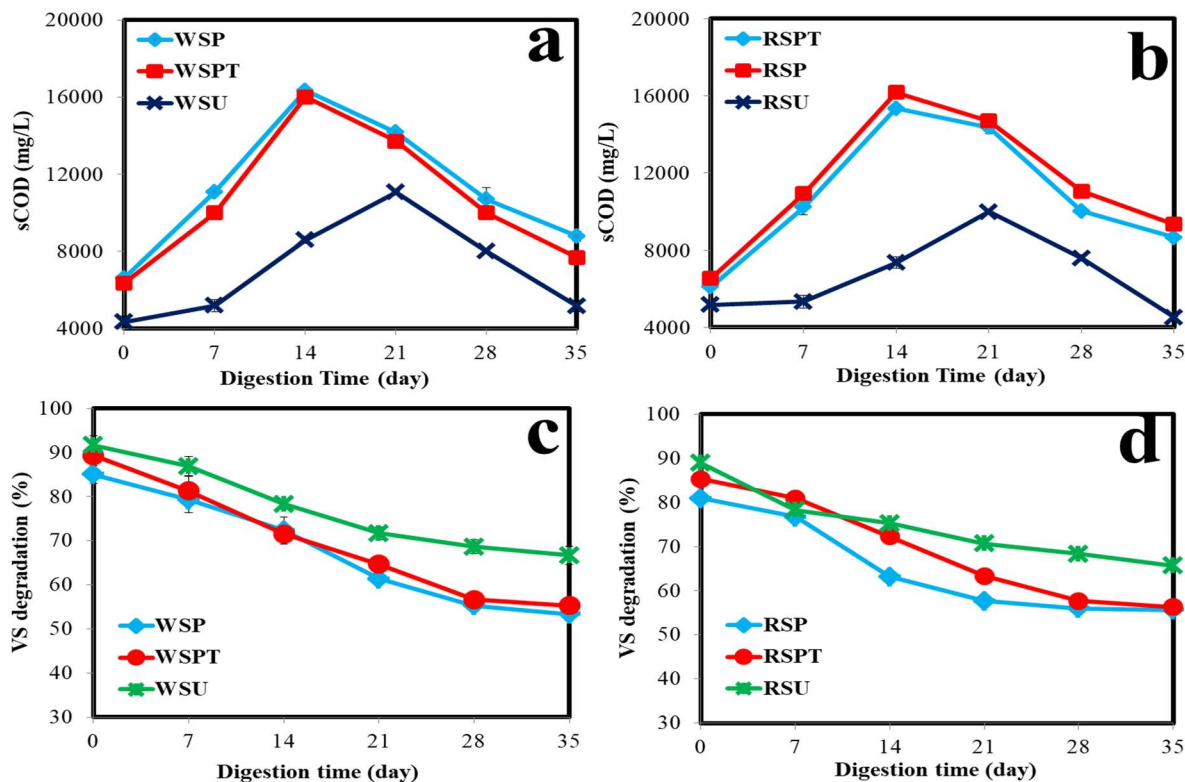 a
sCOD (mg/L)
20000
16000
12000
8000
4000
WSP
WSPT
WSU
0 7 14 21 28 35
Digestion Time (day)
b
sCOD (mg/L)
20000
16000
12000
8000
4000
RSPT
RSP
RSU
0 7 14 21 28 35
Digestion Time (day)
c
VS degradation (%)
100
90
80
70
60
50
40
30
WSP
WSPT
WSU
0 7 14 21 28 35
Digestion time (day)
d
VS degradation (%)
100
90
80
70
60
50
40
30
RSP
RSPT
RSU
0 7 14 21 28 35
Digestion time (day)